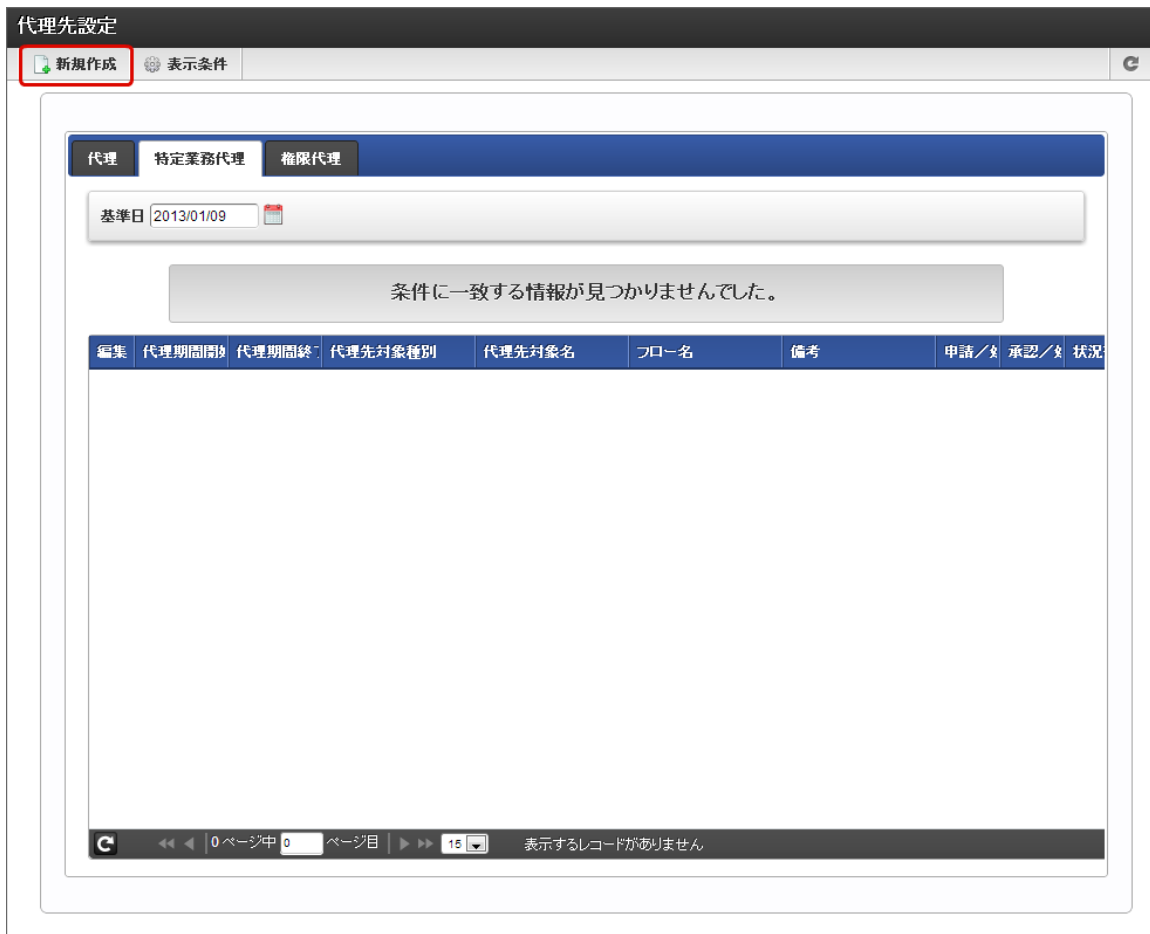 代理先設定
新規作成 表示条件
代理 特定業務代理 権限代理
基準日 2013/01/09
条件に一致する情報が見つかりませんでした。
編集 代理期間開 代理期間終 代理先対象種別 代理先対象名 フロー名 備考 申請／ 承認／ 状況
0 ページ中 0 ページ目 15 表示するレコードがありません